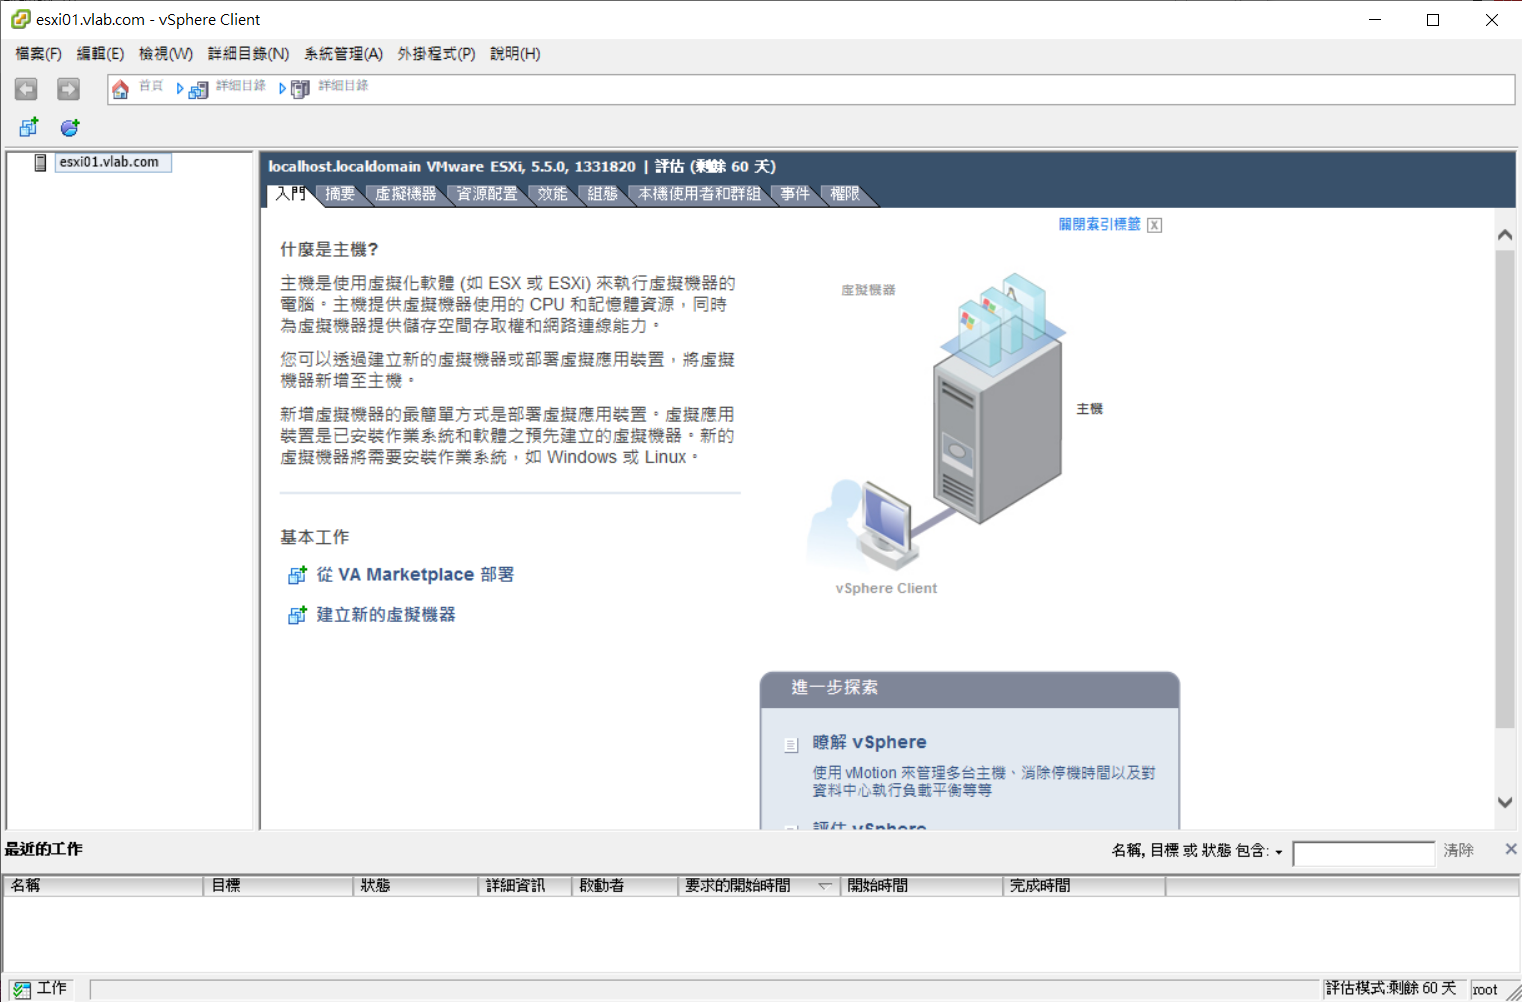 esxi01.vlab.com - vSphere Client
檔案(F) 編輯(E) 檢視(W) 詳細目錄(N) 系統管理(A) 外掛程式(P) 說明(H)
首頁 詳細目錄 詳細目錄
esxi01.vlab.com
localhost.localdomain VMware ESXi, 5.5.0, 1331820 | 評估 (剩餘 60 天)
入門 摘要 虛擬機器 資源配置 效能 組態 本機使用者和群組 事件 權限
關閉索引標籤 X
什麼是主機?
主機是使用虛擬化軟體 (如 ESX 或 ESXi) 來執行虛擬機器的
電腦。主機提供虛擬機器使用的 CPU 和記憶體資源，同時
為虛擬機器提供儲存空間存取權和網路連線能力。
您可以透過建立新的虛擬機器或部署虛擬應用裝置，將虛擬
機器新增至主機。
新增虛擬機器的最簡單方式是部署虛擬應用裝置。虛擬應用
裝置是已安裝作業系統和軟體之預先建立的虛擬機器。新的
虛擬機器將需要安裝作業系統，如 Windows 或 Linux。
基本工作
從 VA Marketplace 部署
建立新的虛擬機器
虛擬機器
A
主機
vSphere Client
進一步探索
瞭解 vSphere
使用 vMotion 來管理多台主機、消除停機時間以及對
資料中心執行負載平衡等等
評估 vSphere
最近的工作
名稱, 目標 或 狀態 包含: 清除
名稱 目標 狀態 詳細資訊 啟動者 要求的開始時間 開始時間 完成時間
工作
評估模式:剩餘 60 天 root